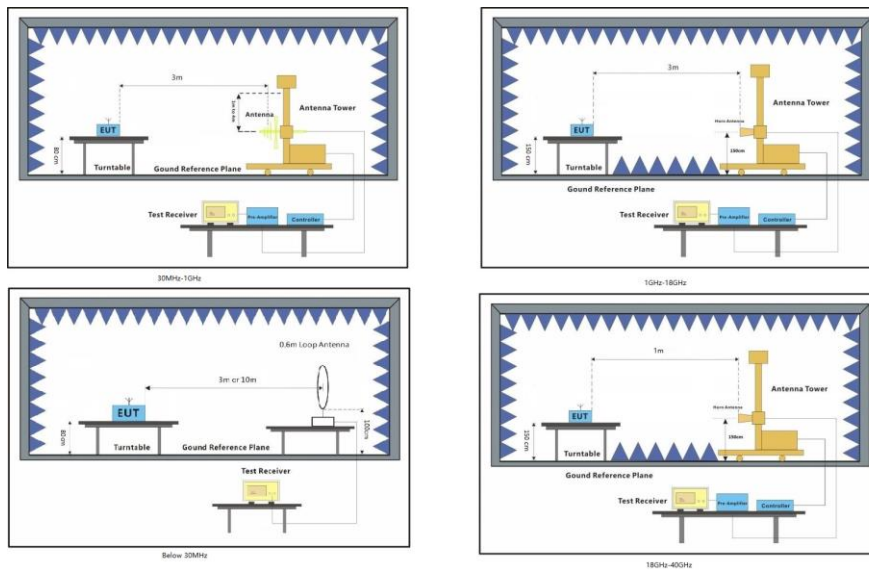 3m
1m to 4m
Antenna
Antenna Tower
EUT
80 cm
Turntable
Gound Reference Plane
Test Receiver
Pre-Amplifier
Controller
30MHz-1GHz
3m
Antenna Tower
Horn Antenna
EUT
150 cm
150cm
Turntable
Gound Reference Plane
Test Receiver
Pre-Amplifier
Controller
1GHz-18GHz
0.6m Loop Antenna
3m or 10m
EUT
80 cm
100cm
Turntable
Gound Reference Plane
Test Receiver
Below 30MHz
1m
Antenna Tower
Horn Antenna
EUT
150 cm
150cm
Turntable
Gound Reference Plane
Test Receiver
Pre-Amplifier
Controller
18GHz-40GHz